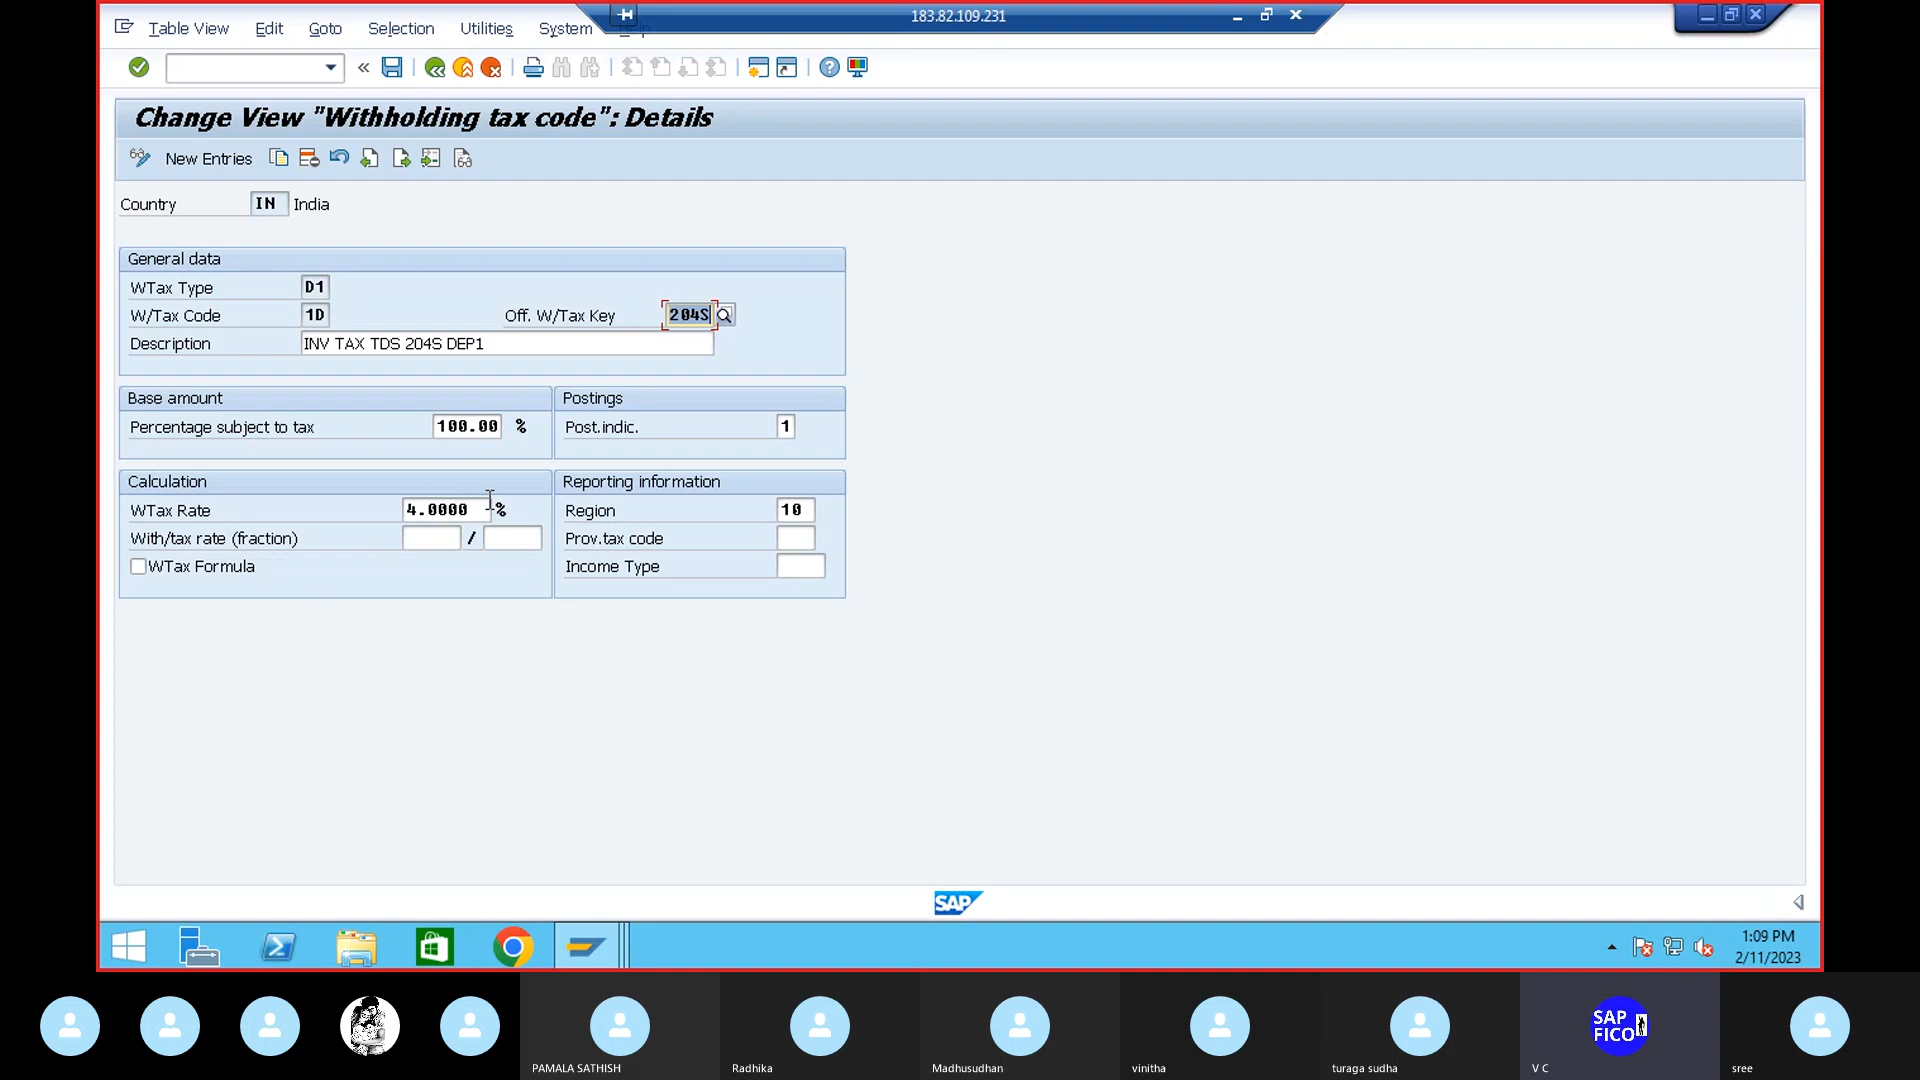 183.82.109.231
Table View Edit Goto Selection Utilities System Help
Change View "Withholding tax code": Details
New Entries
Country IN India
General data
WTax Type D1
W/Tax Code 1D Off. W/Tax Key 204S
Description INV TAX TDS 204S DEP1
Base amount Postings
Percentage subject to tax 100.00 % Post.indic. 1
Calculation Reporting information
WTax Rate 4.0000 % Region 10
With/tax rate (fraction) / Prov.tax code
WTax Formula Income Type
SAP
1:09 PM
2/11/2023
SAP
FICO
PAMALA SATHISH Radhika Madhusudhan vinitha turaga sudha V C sree